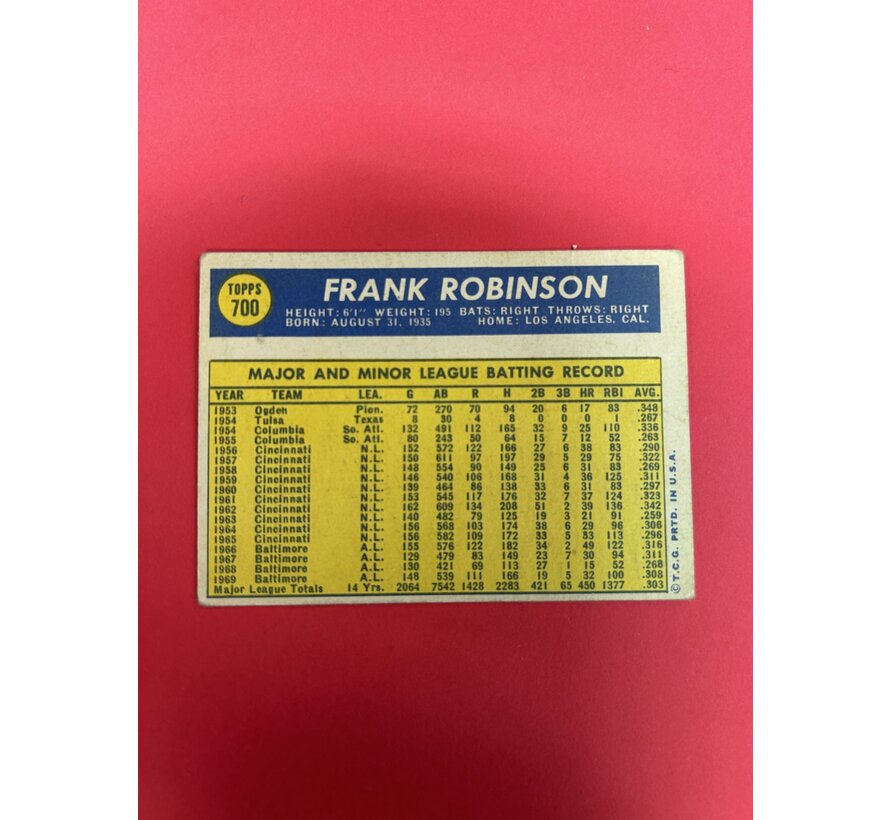 TOPPS
700
FRANK ROBINSON
HEIGHT: 6'1" WEIGHT: 195 BATS: RIGHT THROWS: RIGHT
BORN: AUGUST 31, 1935 HOME: LOS ANGELES, CAL.
MAJOR AND MINOR LEAGUE BATTING RECORD
YEAR TEAM LEA. G AB R H 2B 3B HR RBI AVG.
1953 Ogden Pion. 72 270 70 94 20 6 17 83 .348
1954 Tulsa Texas 8 30 4 8 0 0 0 1 .267
1954 Columbia So. Atl. 132 491 112 165 32 9 25 110 .336
1955 Columbia So. Atl. 80 243 50 64 15 7 12 52 .263
1956 Cincinnati N.L. 152 572 122 166 27 6 38 83 .290
1957 Cincinnati N.L. 150 611 97 197 29 5 29 75 .322
1958 Cincinnati N.L. 148 554 90 149 25 6 31 83 .269
1959 Cincinnati N.L. 146 540 106 168 31 4 36 125 .311
1960 Cincinnati N.L. 139 464 86 138 33 6 31 83 .297
1961 Cincinnati N.L. 153 545 117 176 32 7 37 124 .323
1962 Cincinnati N.L. 162 609 134 208 51 2 39 136 .342
1963 Cincinnati N.L. 140 482 79 125 19 3 21 91 .259
1964 Cincinnati N.L. 156 568 103 174 38 6 29 96 .306
1965 Cincinnati N.L. 156 582 109 172 33 5 33 113 .296
1966 Baltimore A.L. 155 576 122 182 34 2 49 122 .316
1967 Baltimore A.L. 129 479 83 149 23 7 30 94 .311
1968 Baltimore A.L. 130 421 69 113 27 1 15 52 .268
1969 Baltimore A.L. 148 539 111 166 19 5 32 100 .308
Major League Totals 14 Yrs. 2064 7542 1428 2283 421 65 450 1377 .303
© T.C.G. PRTD. IN U.S.A.